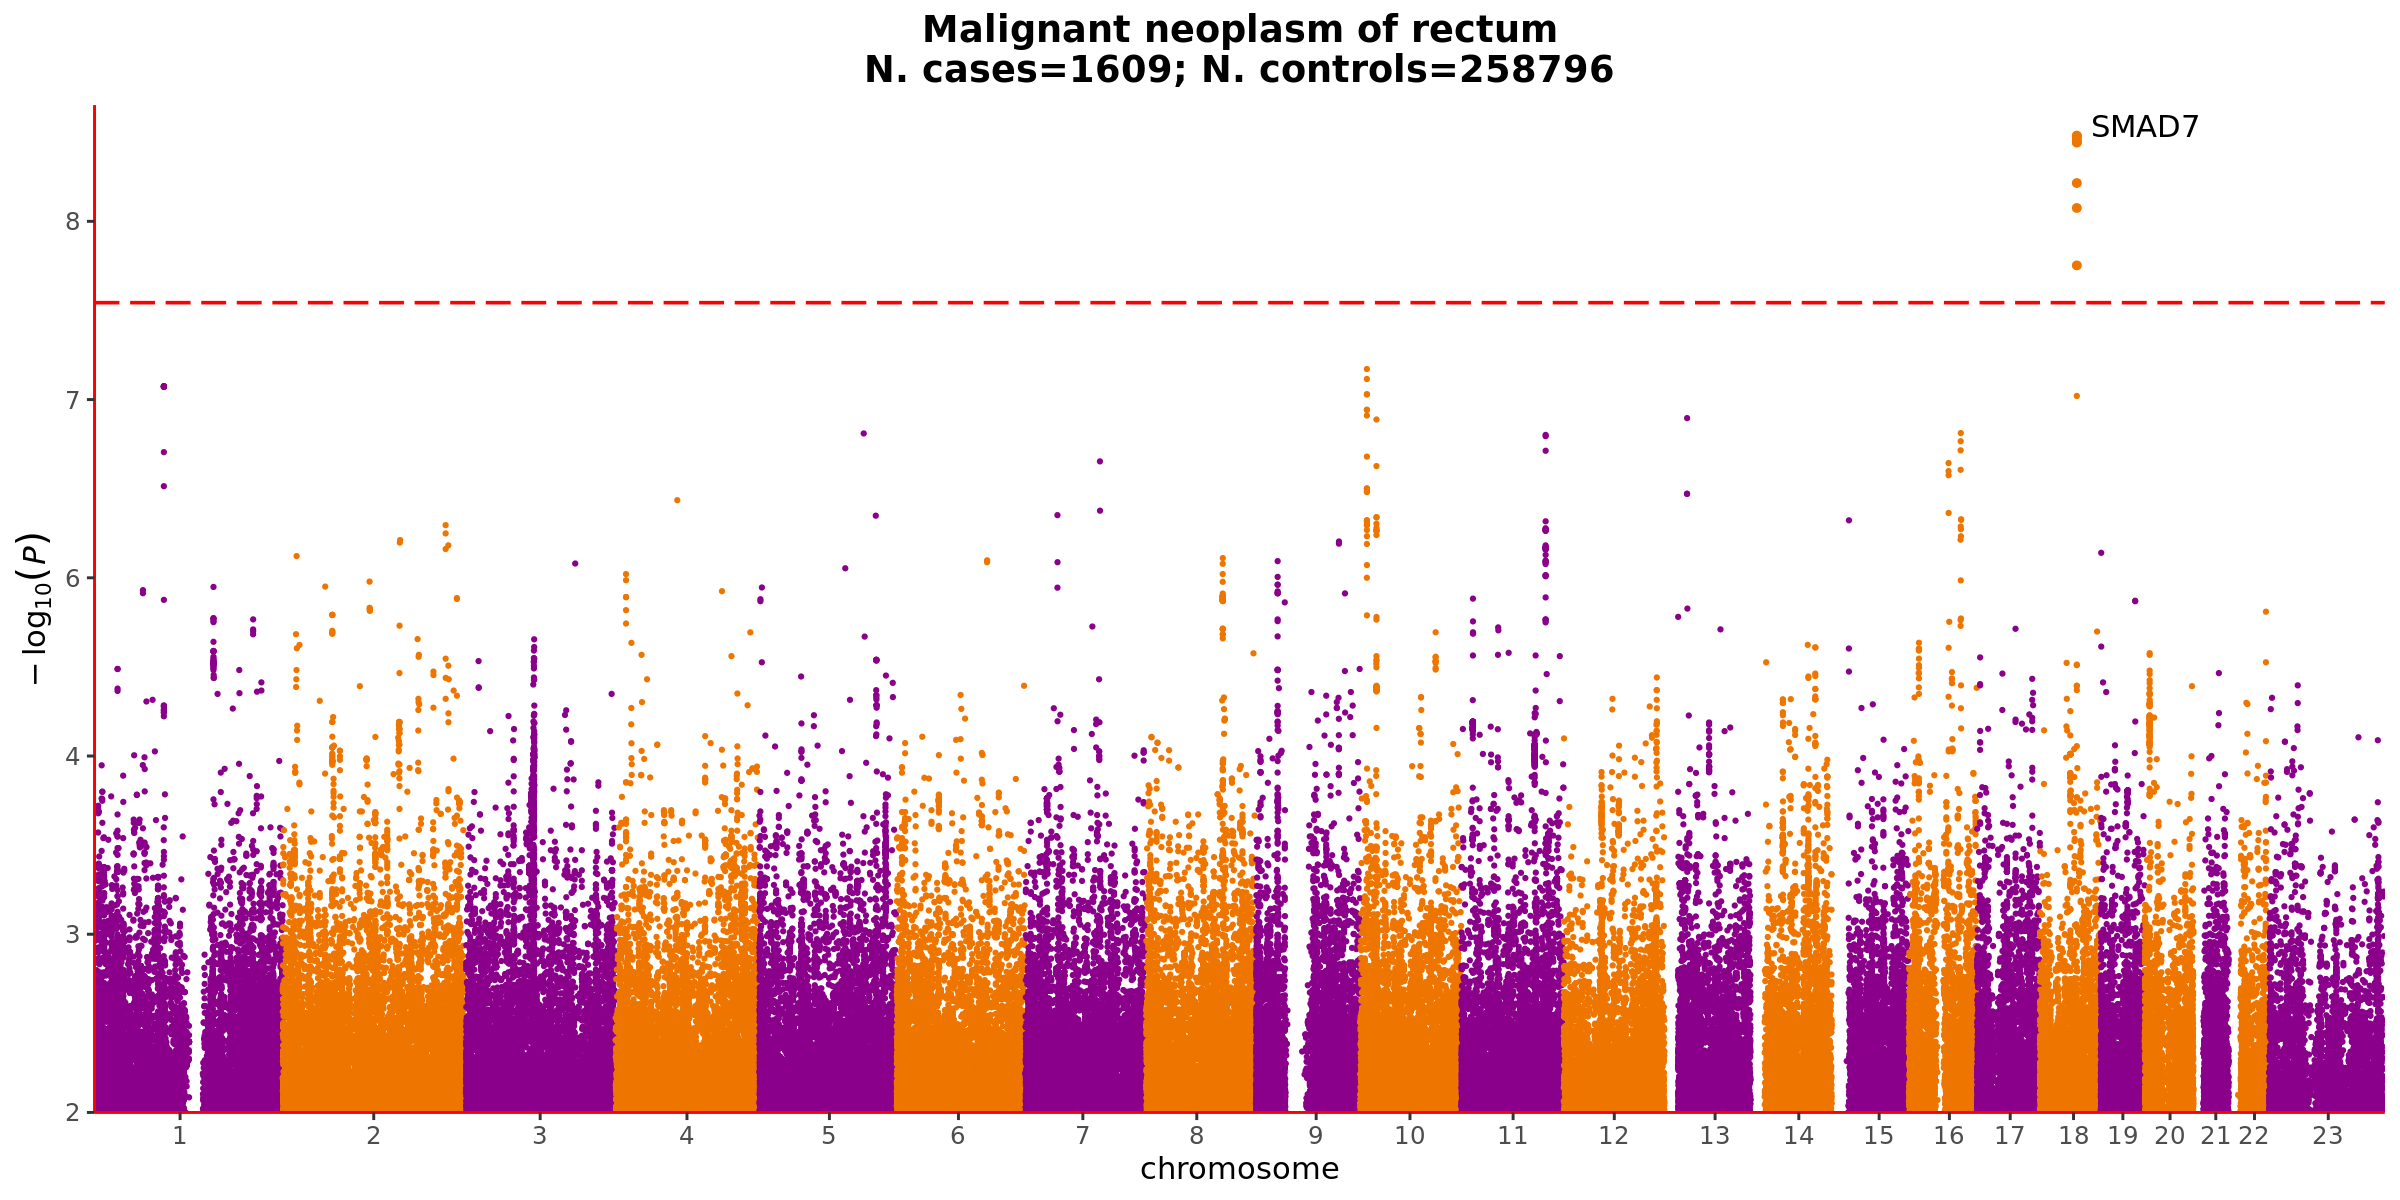 Malignant neoplasm of rectum
N. cases=1609; N. controls=258796
SMAD7
8
7
6
5
4
3
2
−log10(P)
1 2 3 4 5 6 7 8 9 10 11 12 13 14 15 16 17 18 19 20 21 22 23
chromosome